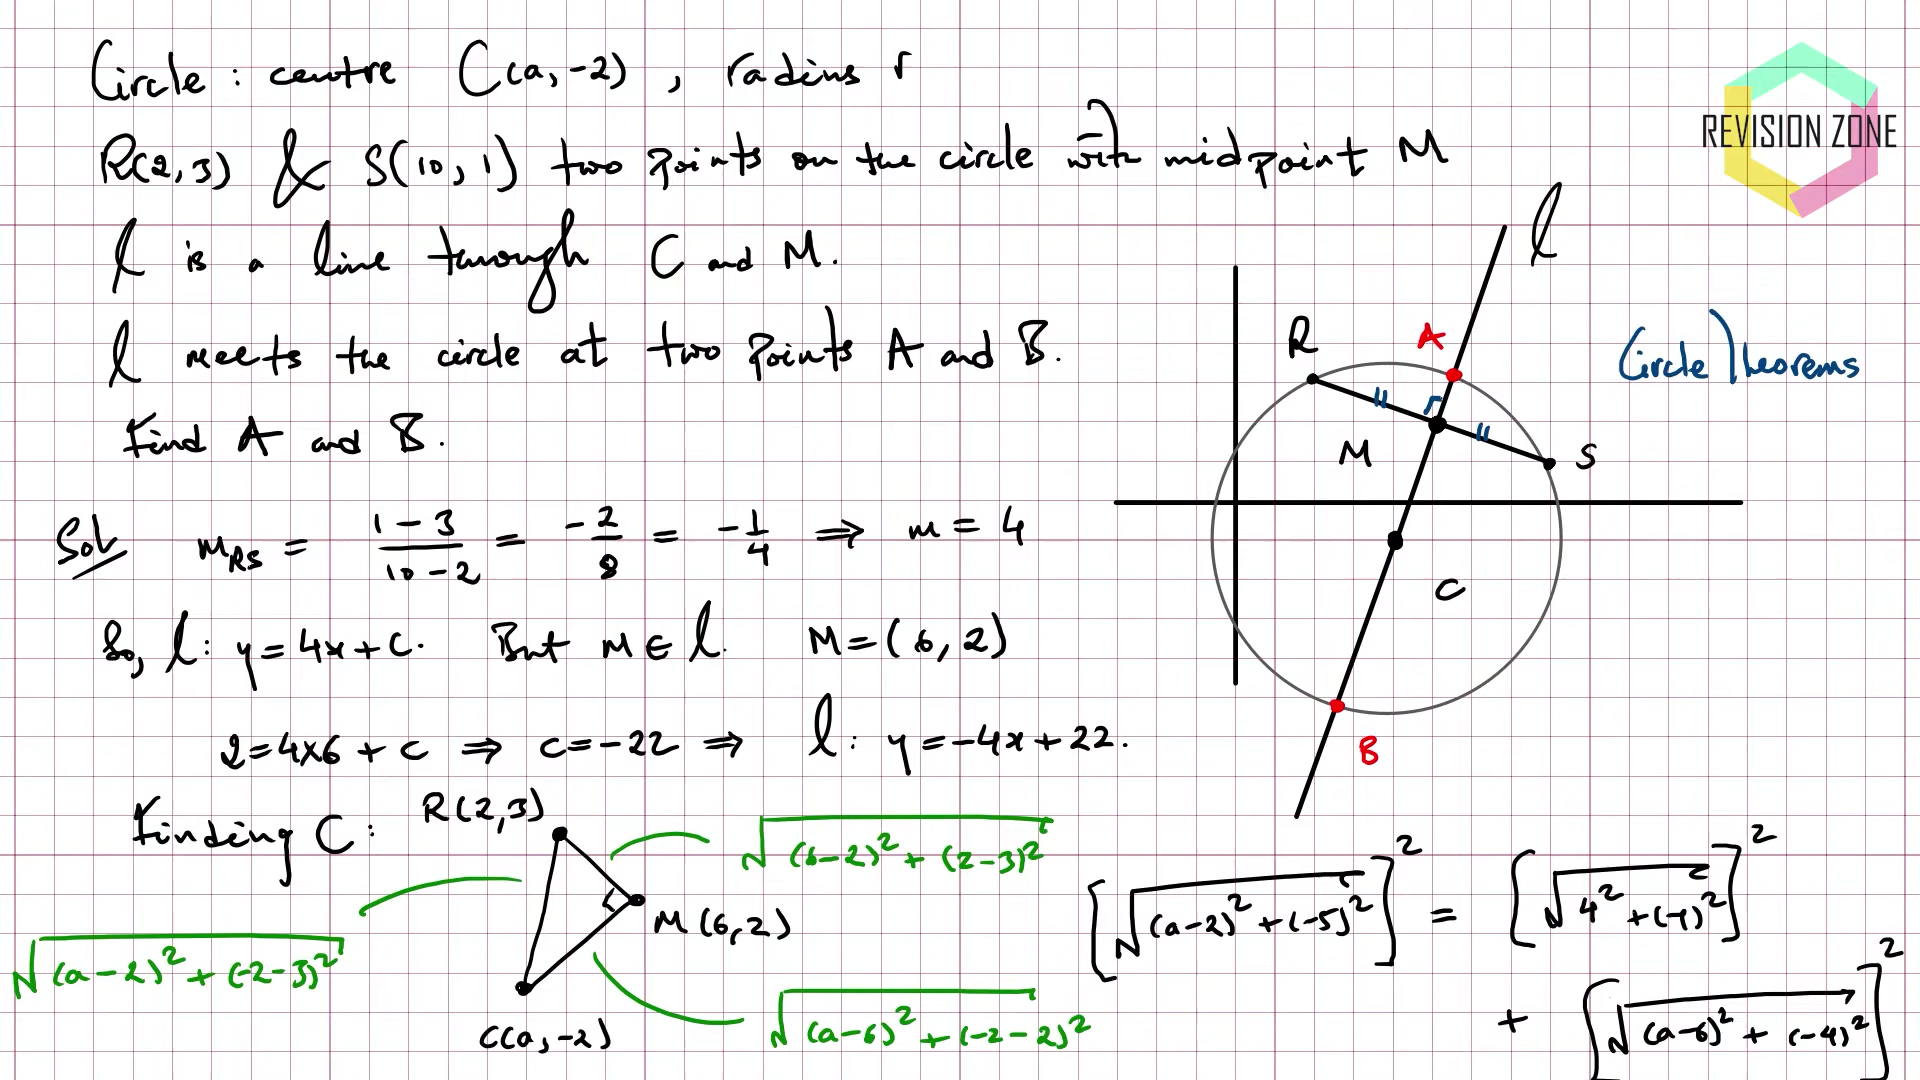 Circle : centre C(a, -2) , radius r
REVISION ZONE
R(2, 3) & S(10, 1) two points on the circle with midpoint M
l is a line through C and M.
l meets the circle at two points A and B.
Find A and B.
l
R
A
Circle Theorems
M
S
C
B
Sol m_RS = (1 - 3)/(10 - 2) = -2/8 = -1/4 ⇒ m = 4
So, l: y = 4x + c. But M ∈ l. M = (6, 2)
2 = 4×6 + c ⇒ c = -22 ⇒ l: y = -4x + 22.
Finding C:
R(2, 3)
√((6-2)² + (2-3)²)
M(6, 2)
√((a-2)² + (-2-3)²)
C(a, -2)
√((a-6)² + (-2-2)²)
[√((a-2)² + (-5)²)]² = [√(4² + (-1)²)]²
+ [√((a-6)² + (-4)²)]²